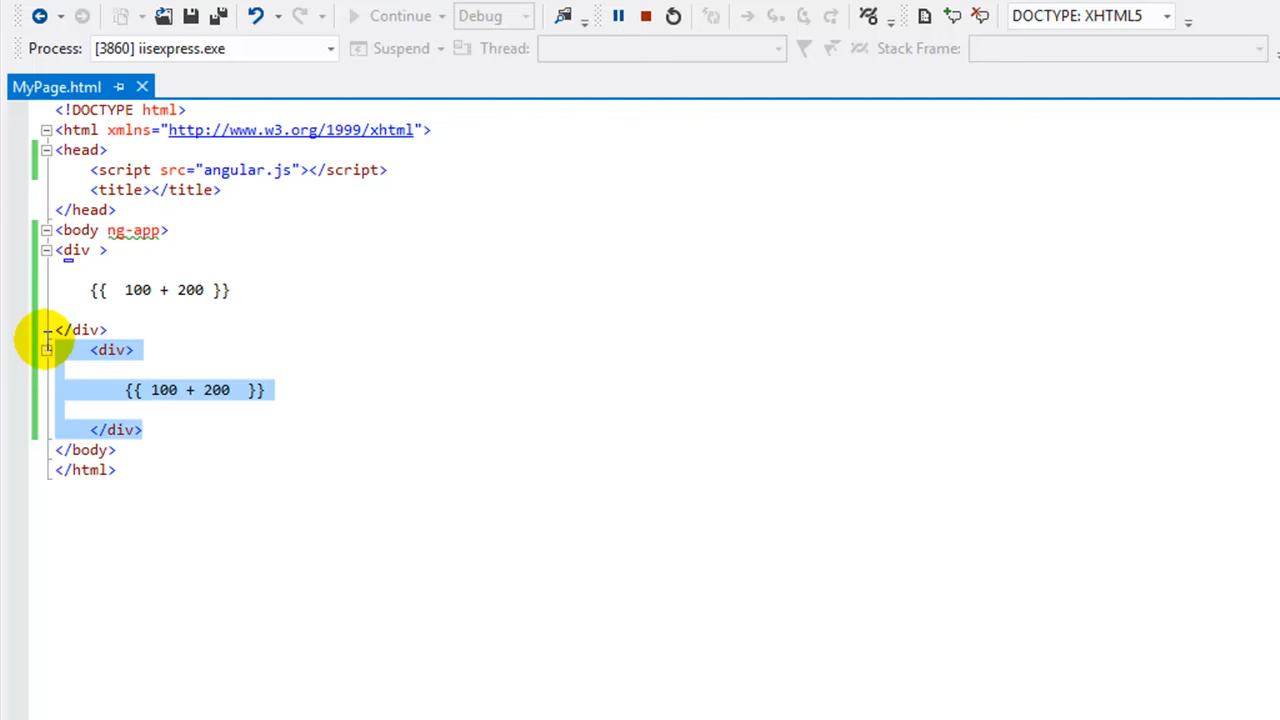 Continue Debug DOCTYPE: XHTML5
Process: [3860] iisexpress.exe Suspend Thread: Stack Frame:
MyPage.html
<!DOCTYPE html>
<html xmlns="http://www.w3.org/1999/xhtml">
<head>
<script src="angular.js"></script>
<title></title>
</head>
<body ng-app>
<div >
{{  100 + 200 }}
</div>
<div>
{{ 100 + 200  }}
</div>
</body>
</html>